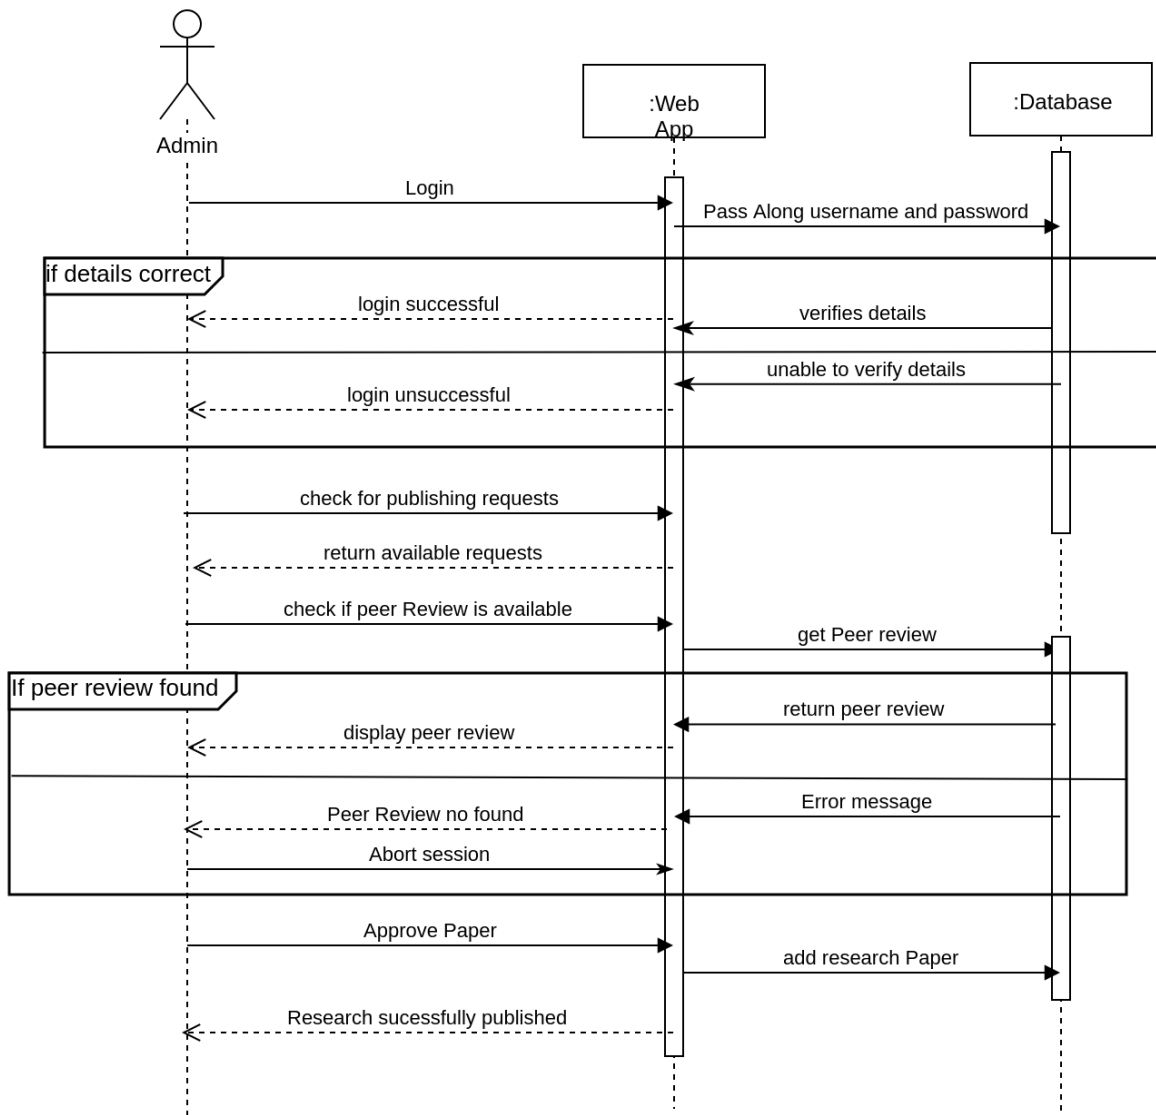 :Web
App
:Database
Admin
Login
Pass Along username and password
if details correct
login successful
verifies details
unable to verify details
login unsuccessful
check for publishing requests
return available requests
check if peer Review is available
get Peer review
If peer review found
return peer review
display peer review
Error message
Peer Review no found
Abort session
Approve Paper
add research Paper
Research sucessfully published